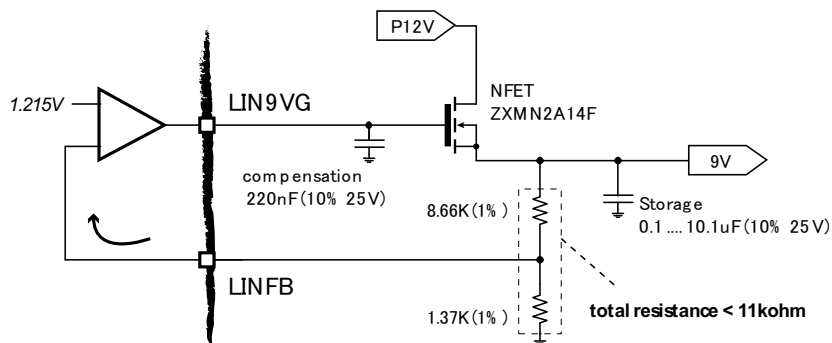 P12V
NFET
ZXMN2A14F
1.215V
LIN9VG
9V
compensation
220nF(10% 25V)
8.66K(1%)
Storage
0.1 .... 10.1uF(10% 25V)
LINFB
1.37K(1%)
total resistance < 11kohm